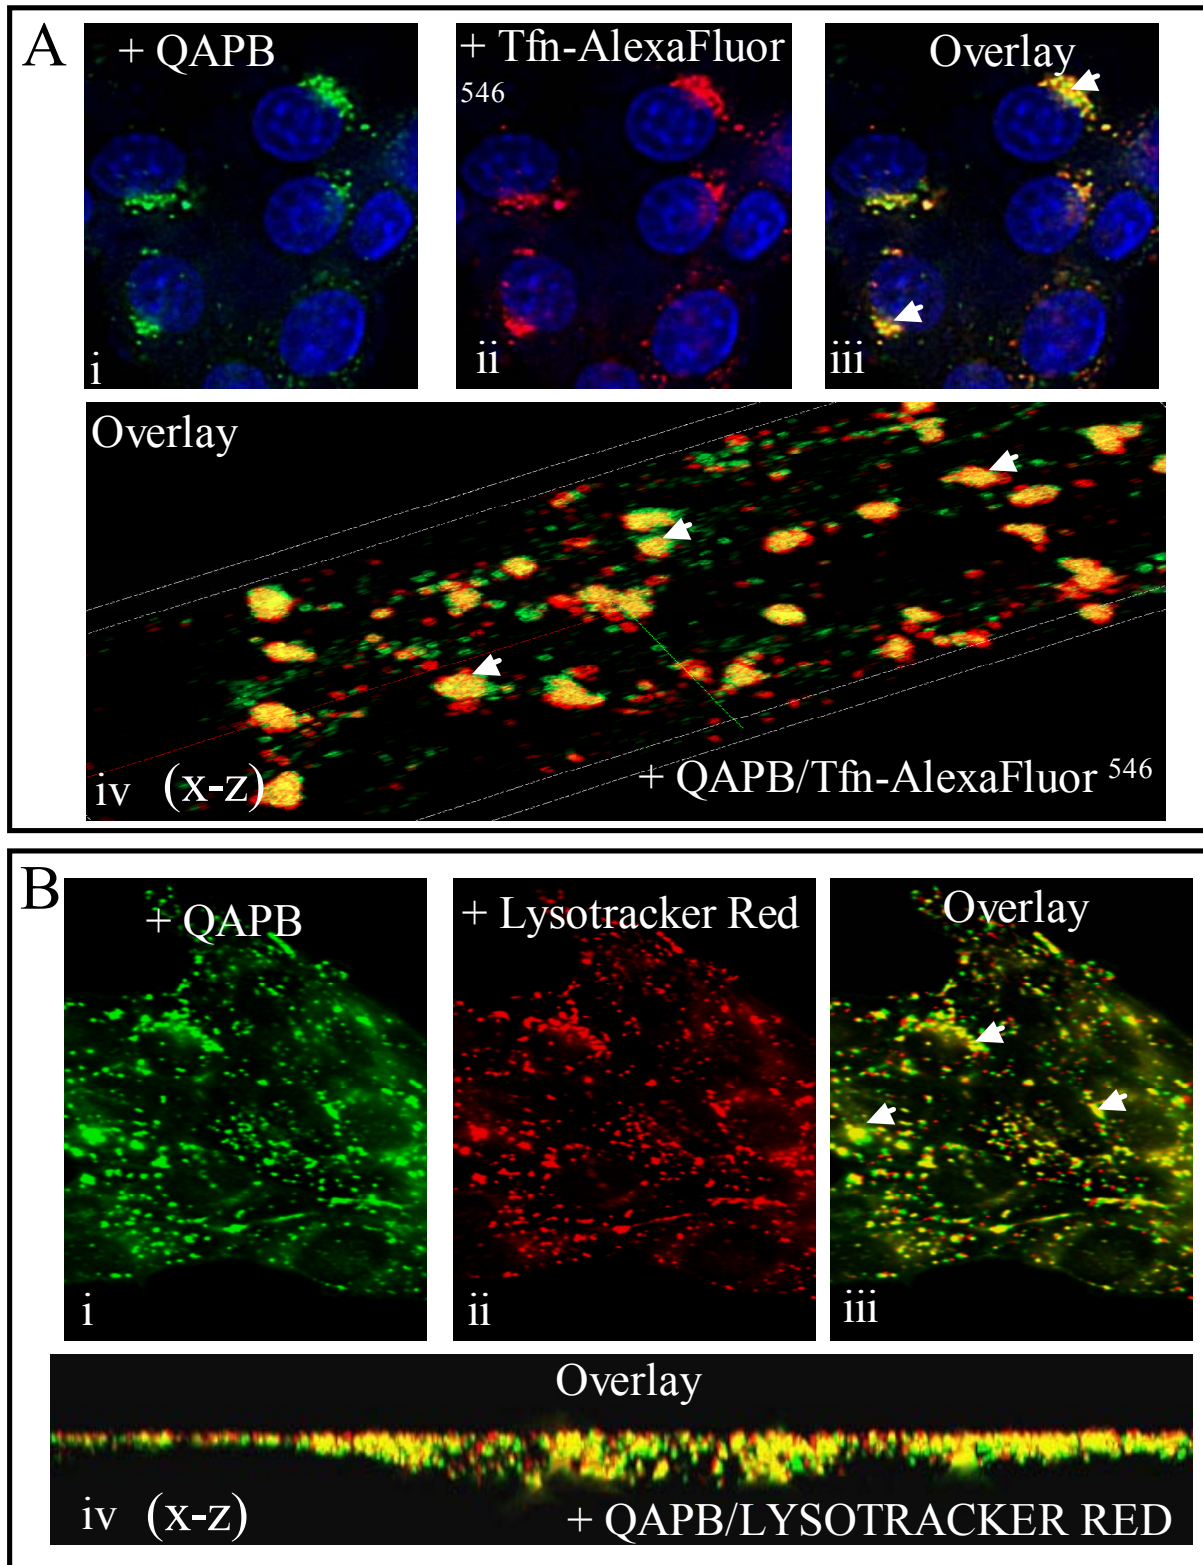 A
+ QAPB
+ Tfn-AlexaFluor
546
Overlay
i
ii
iii
Overlay
iv (x-z)
+ QAPB/Tfn-AlexaFluor 546
B
+ QAPB
+ Lysotracker Red
Overlay
i
ii
iii
Overlay
iv (x-z)
+ QAPB/LYSOTRACKER RED